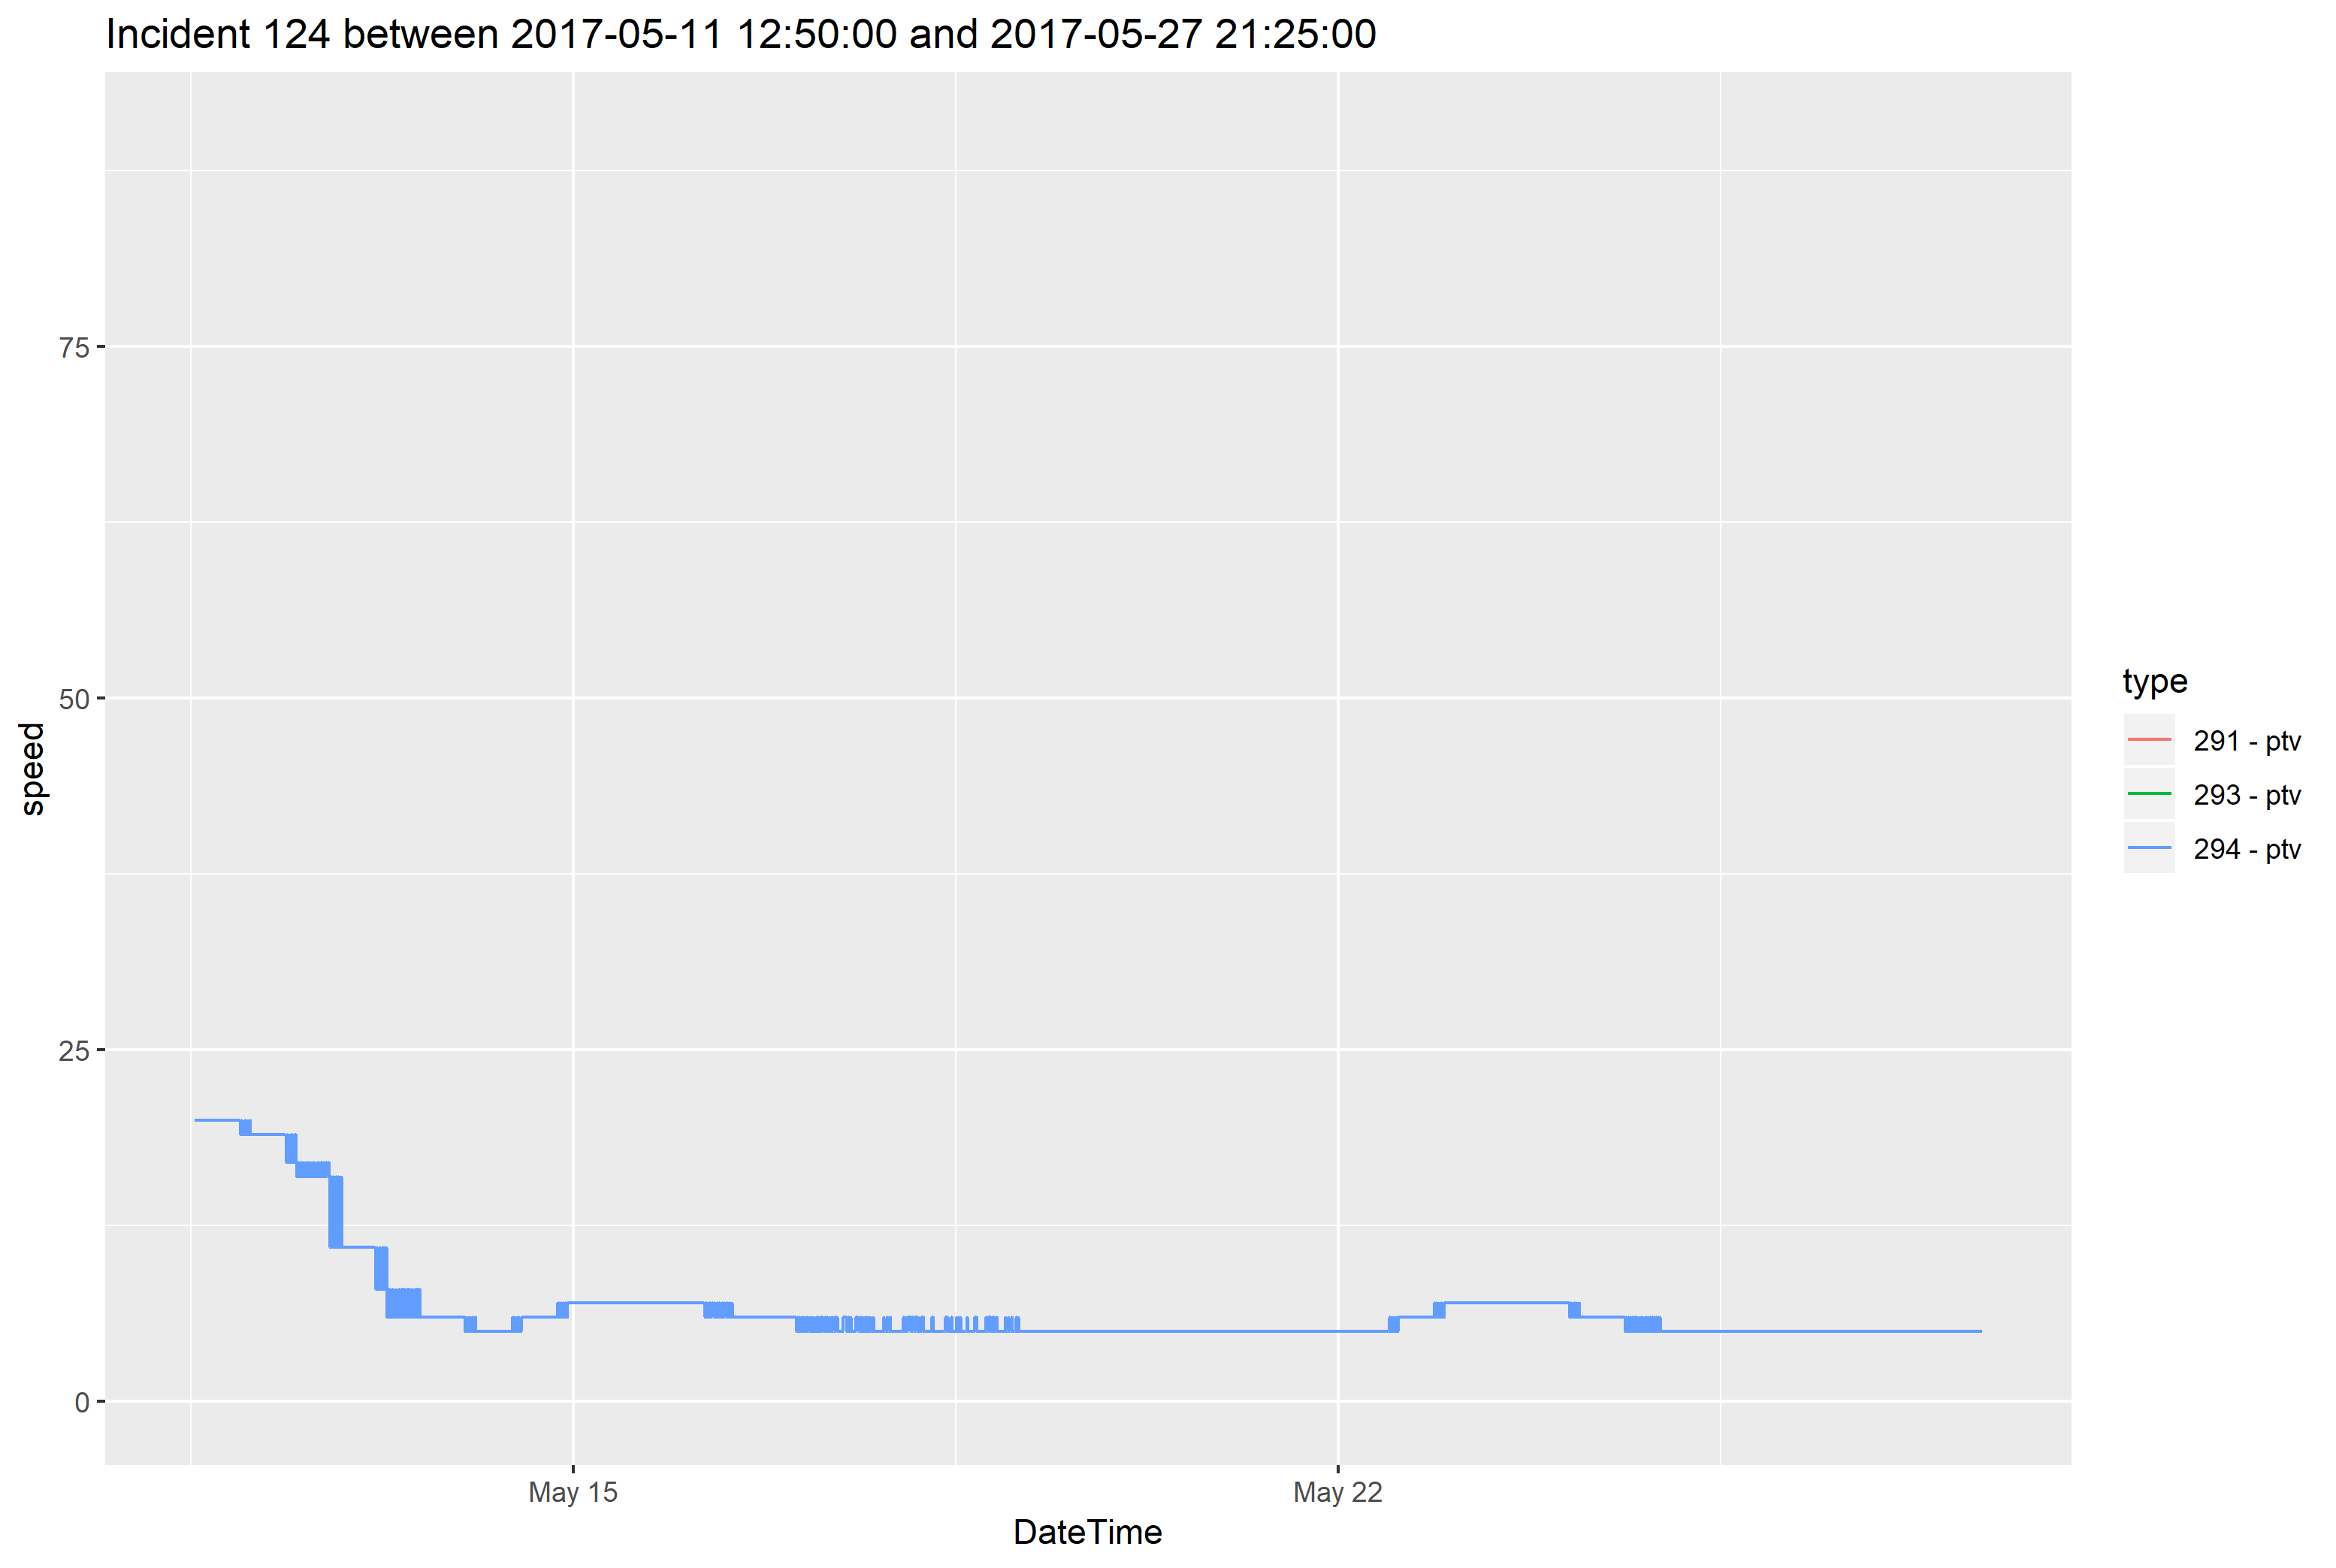 Incident 124 between 2017-05-11 12:50:00 and 2017-05-27 21:25:00
75
50
25
0
speed
May 15
May 22
DateTime
type
291 - ptv
293 - ptv
294 - ptv